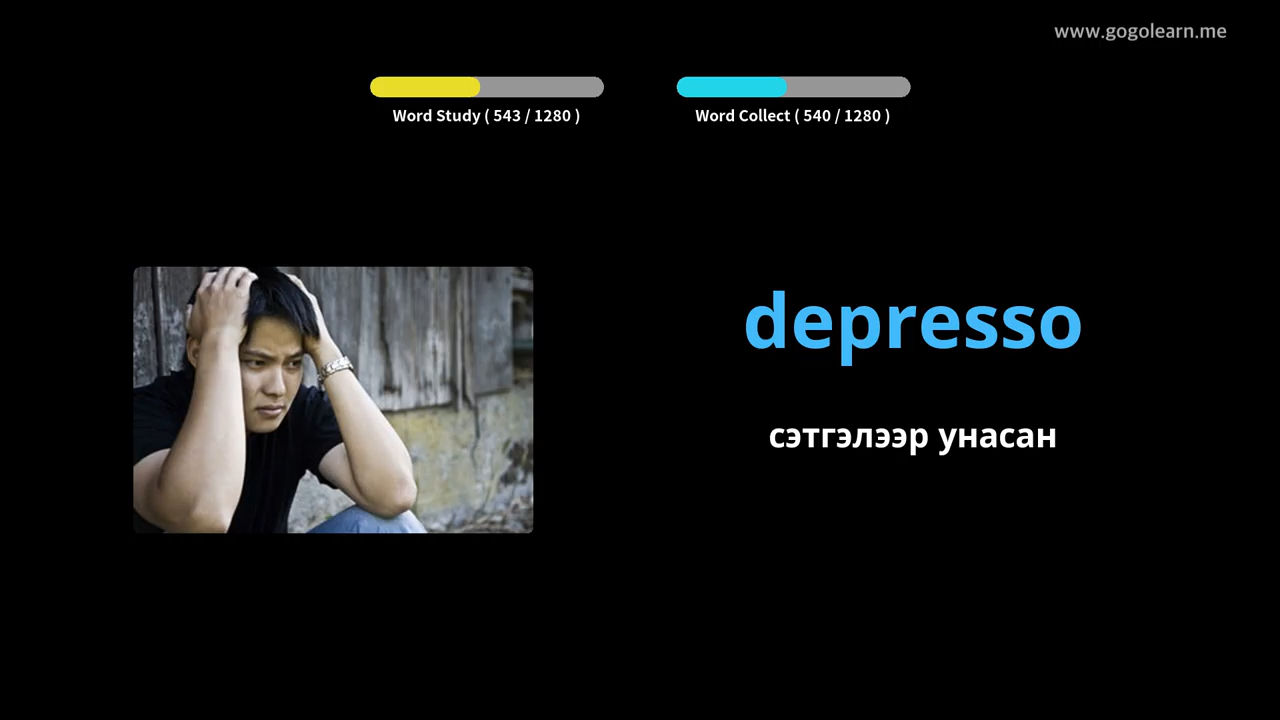 www.gogolearn.me
Word Study ( 543 / 1280 )
Word Collect ( 540 / 1280 )
depresso
сэтгэлээр унасан